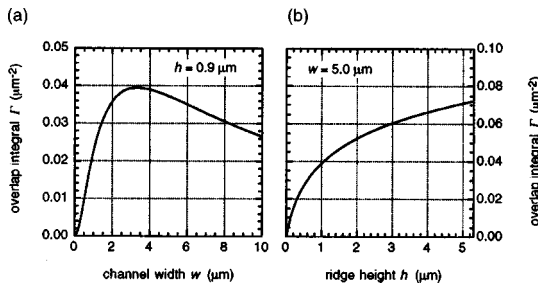 (a)
(b)
0.05
0.04
0.03
0.02
0.01
0.00
overlap integral Γ (μm⁻²)
h = 0.9 μm
0 2 4 6 8 10
channel width w (μm)
w = 5.0 μm
0 1 2 3 4 5
ridge height h (μm)
0.10
0.08
0.06
0.04
0.02
0.00
overlap integral Γ (μm⁻²)